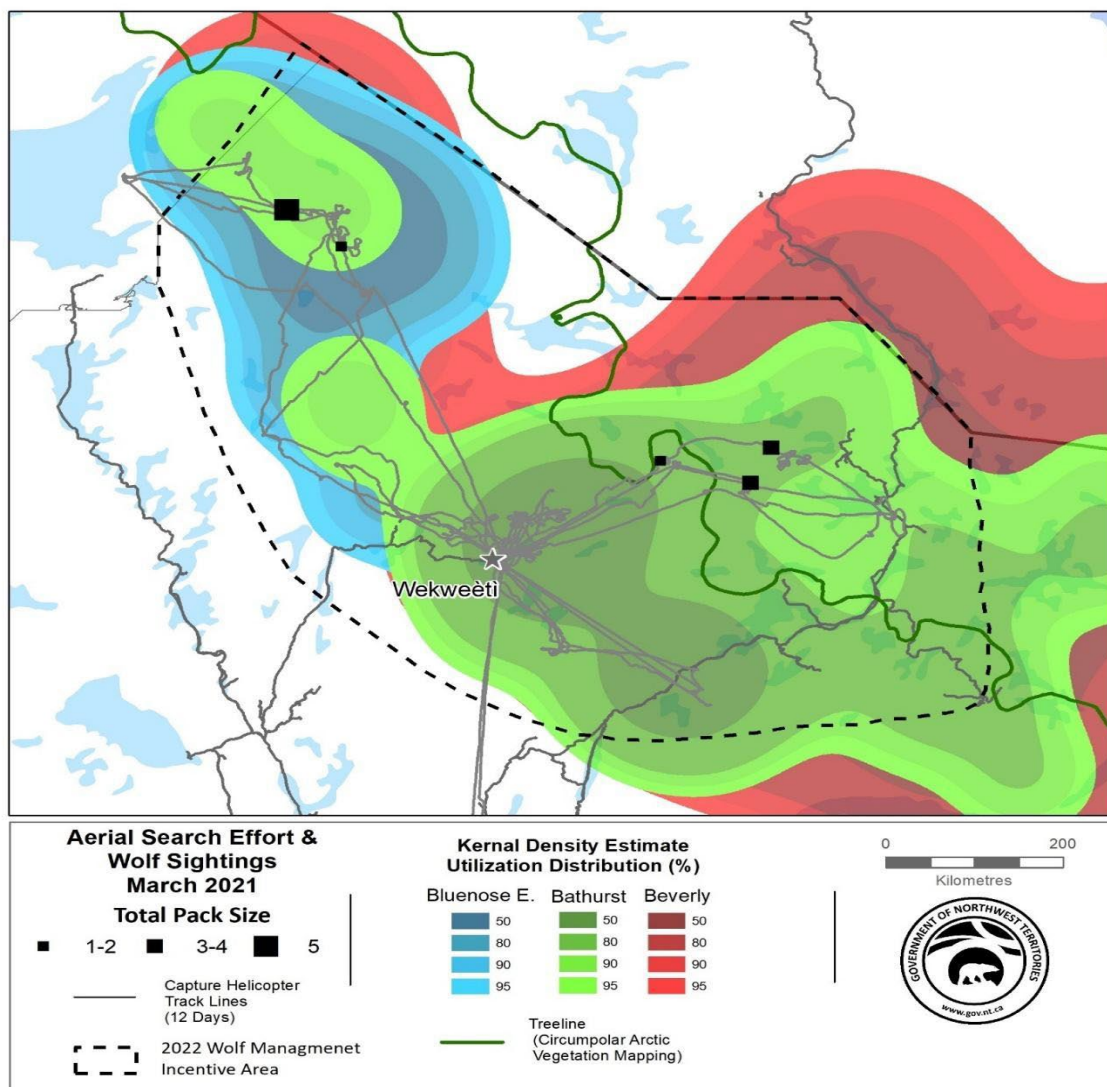 Wekweètì
Aerial Search Effort &
Wolf Sightings
March 2021
Total Pack Size
1-2
3-4
5
Capture Helicopter
Track Lines
(12 Days)
2022 Wolf Managmenet
Incentive Area
Kernal Density Estimate
Utilization Distribution (%)
Bluenose E.
Bathurst
Beverly
50
80
90
95
50
80
90
95
50
80
90
95
Treeline
(Circumpolar Arctic
Vegetation Mapping)
0
200
Kilometres
GOVERNMENT OF NORTHWEST TERRITORIES
www.gov.nt.ca